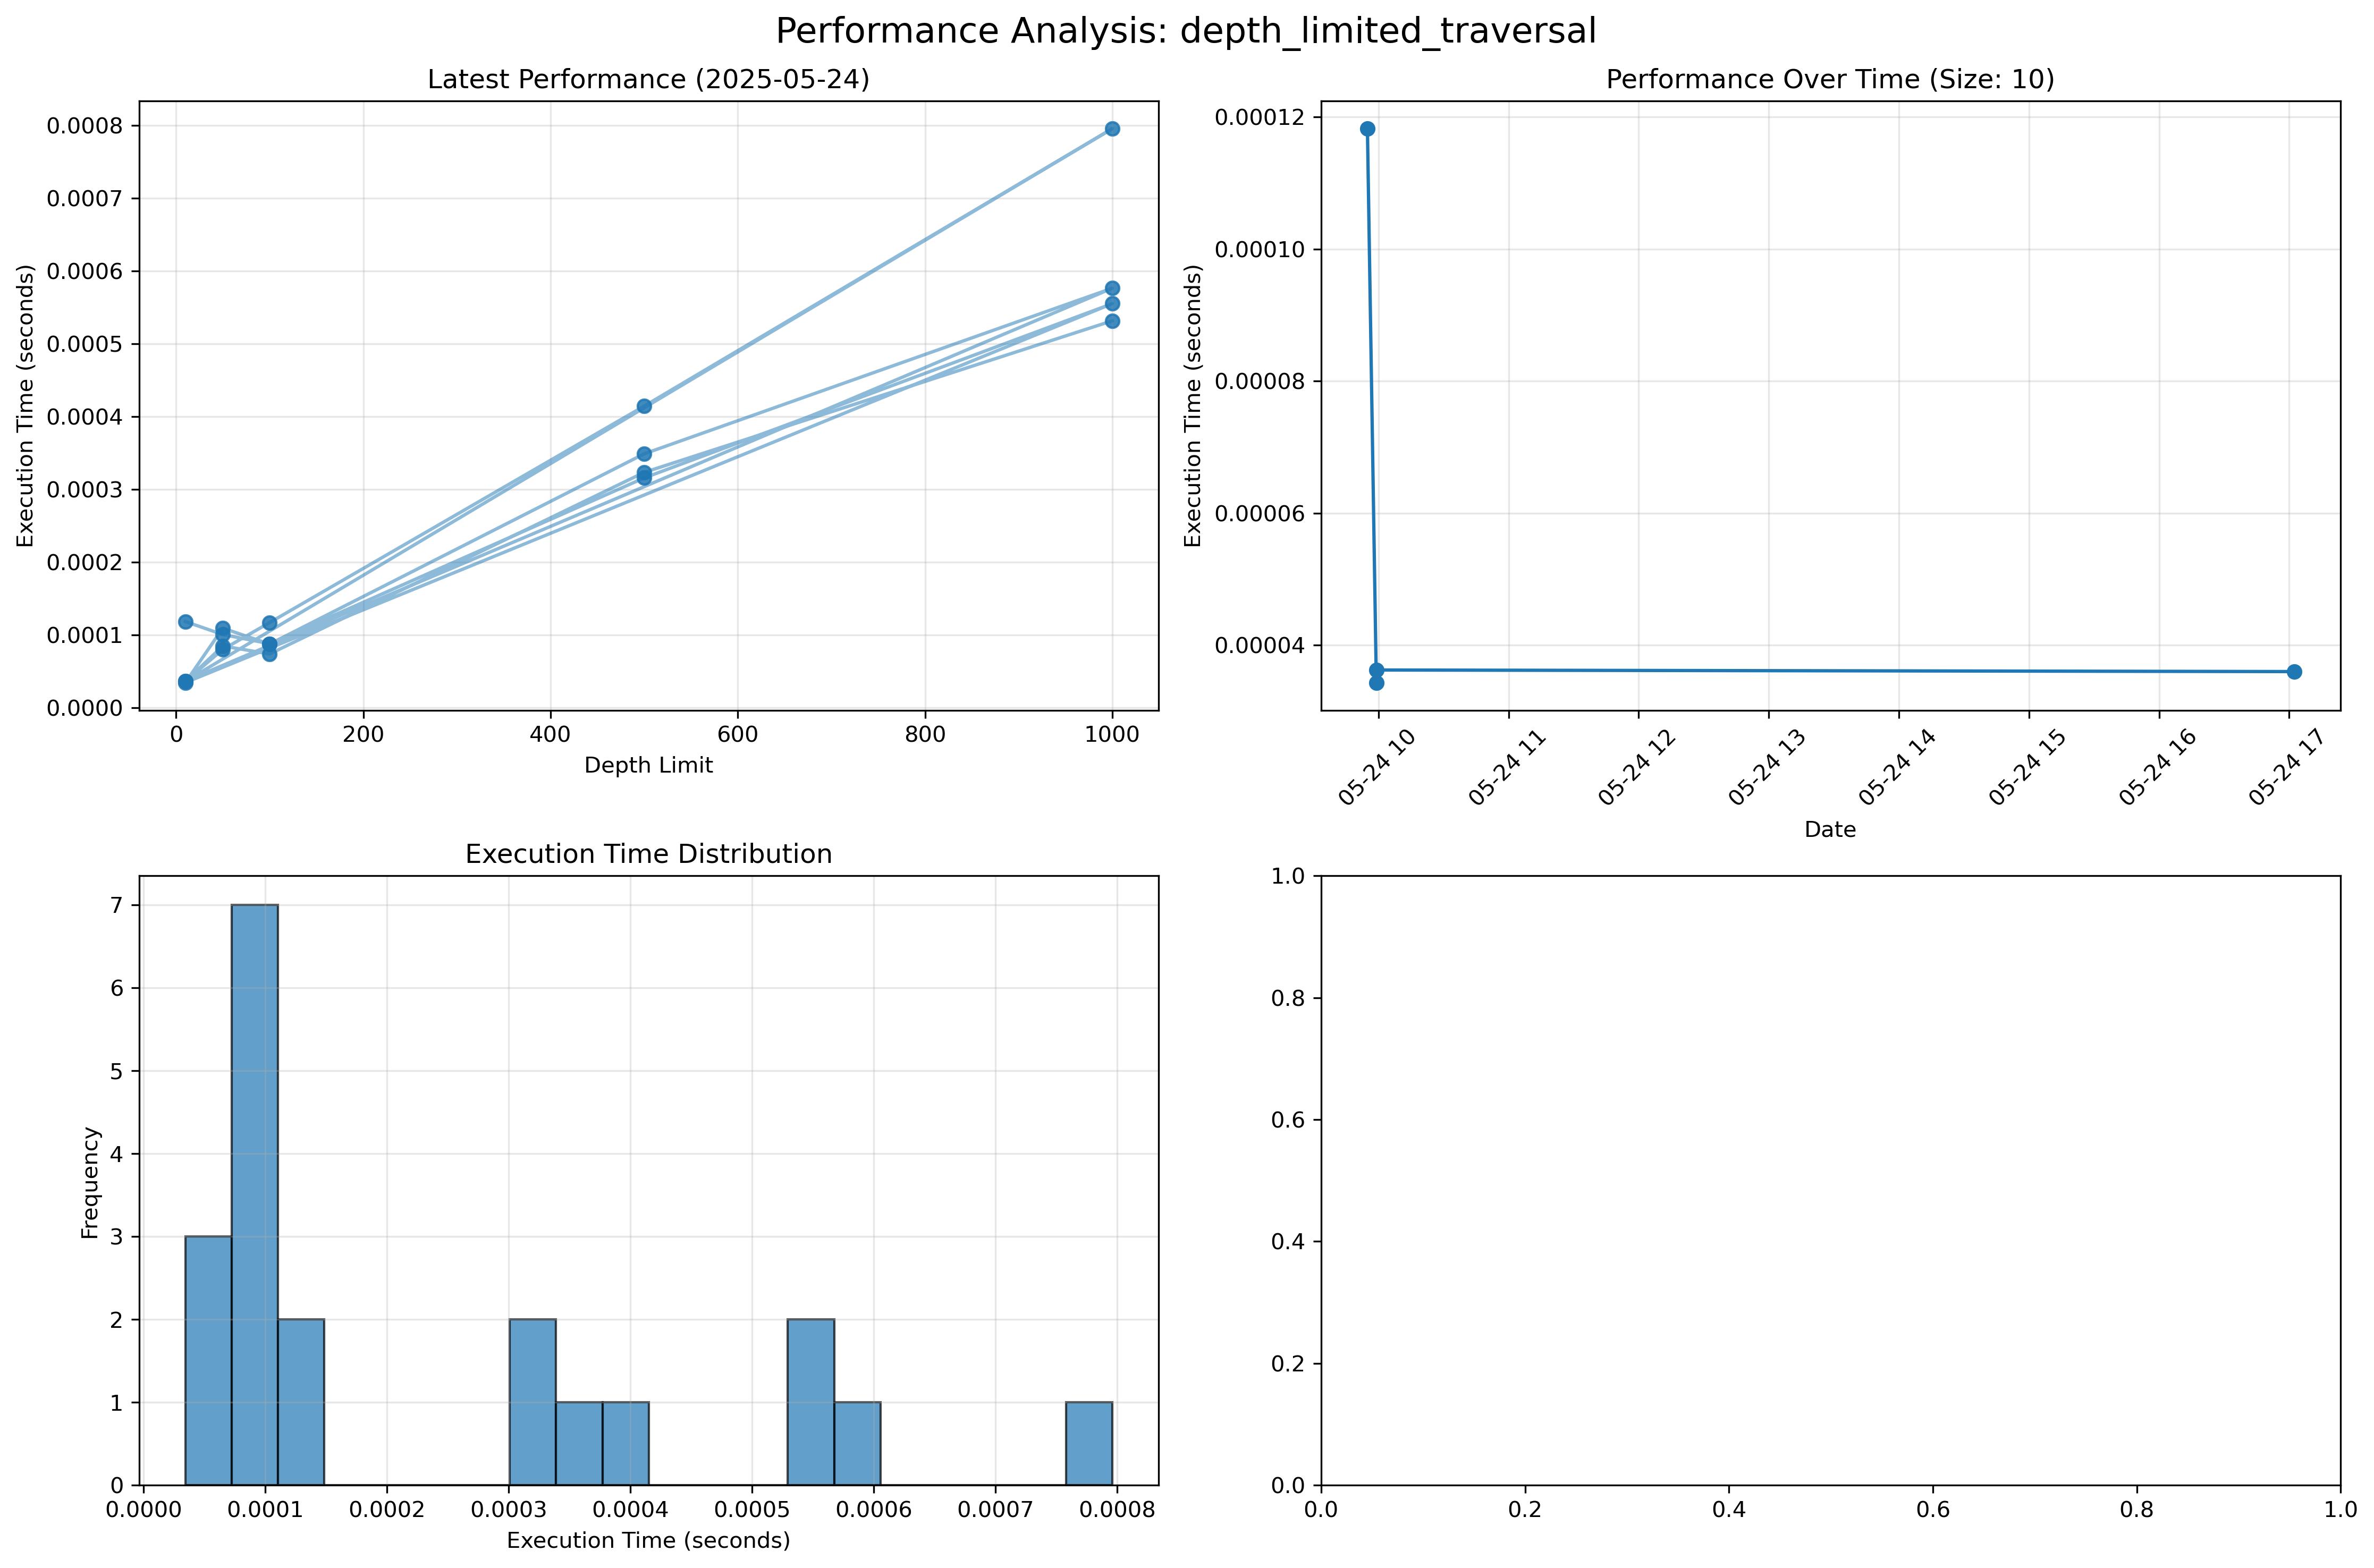 Performance Analysis: depth_limited_traversal
Latest Performance (2025-05-24)
0.0008
0.0007
0.0006
0.0005
0.0004
0.0003
0.0002
0.0001
0.0000
Execution Time (seconds)
0 200 400 600 800 1000
Depth Limit
Performance Over Time (Size: 10)
0.00012
0.00010
0.00008
0.00006
0.00004
Execution Time (seconds)
05-24 10 05-24 11 05-24 12 05-24 13 05-24 14 05-24 15 05-24 16 05-24 17
Date
Execution Time Distribution
7
6
5
4
3
2
1
0
Frequency
0.0000 0.0001 0.0002 0.0003 0.0004 0.0005 0.0006 0.0007 0.0008
Execution Time (seconds)
1.0
0.8
0.6
0.4
0.2
0.0
0.0 0.2 0.4 0.6 0.8 1.0